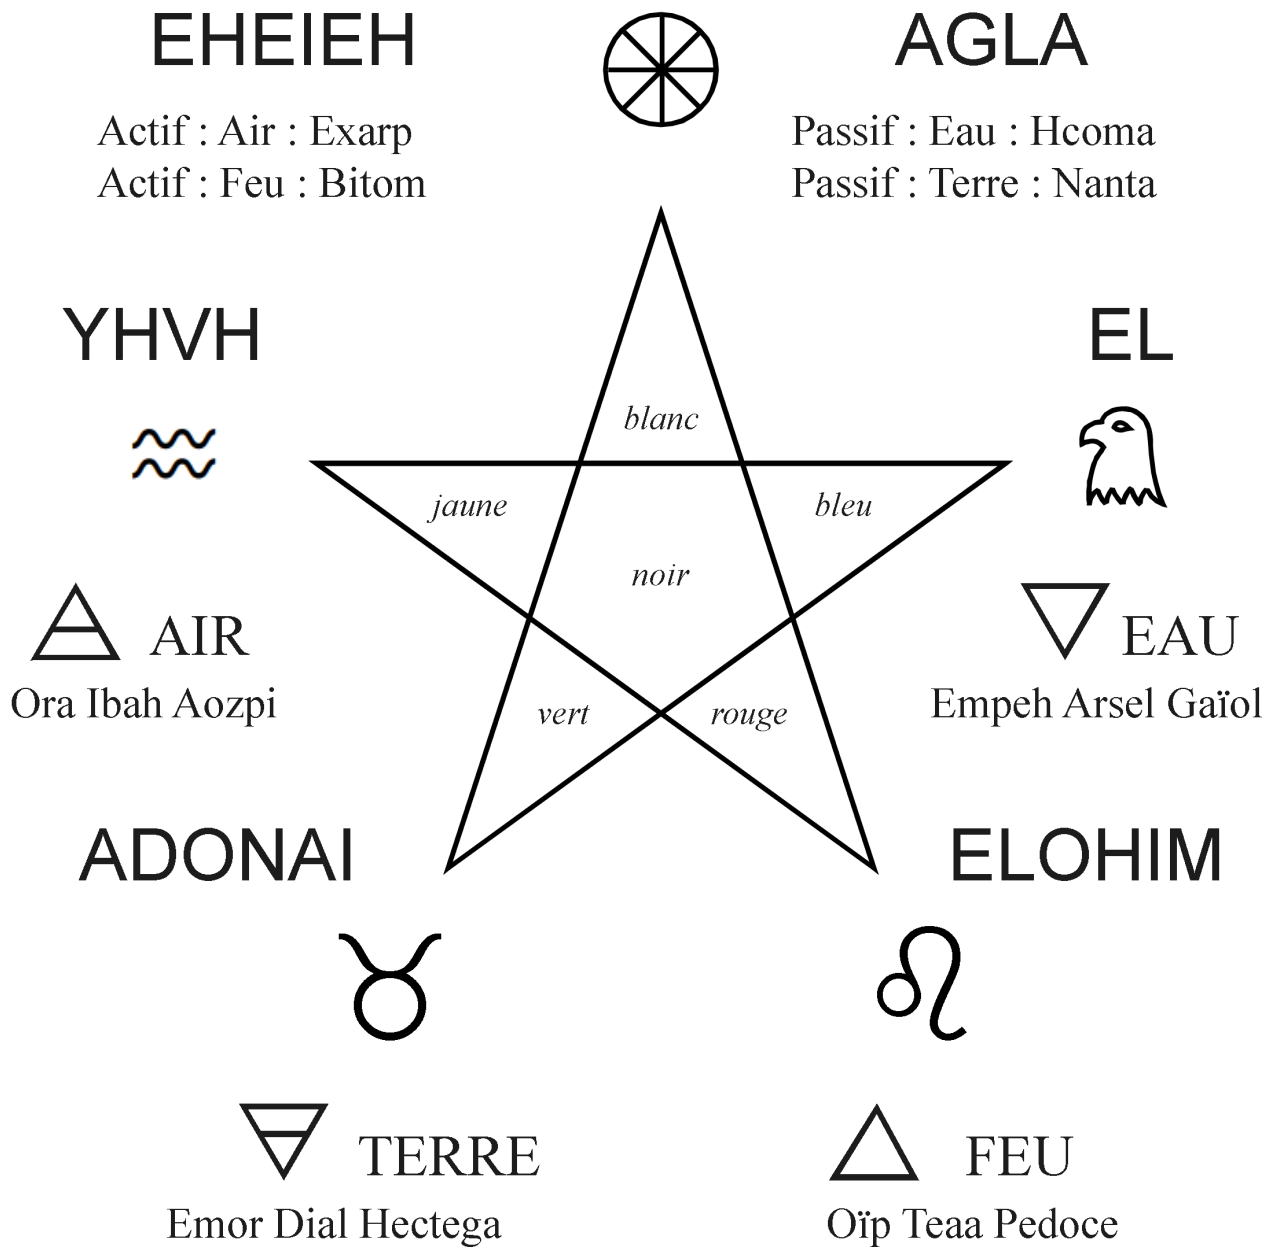 EHEIEH
AGLA
Actif : Air : Exarp
Actif : Feu : Bitom
Passif : Eau : Hcoma
Passif : Terre : Nanta
YHVH
EL
blanc
jaune
bleu
noir
AIR
Ora Ibah Aozpi
EAU
Empeh Arsel Gaïol
vert
rouge
ADONAI
ELOHIM
TERRE
Emor Dial Hectega
FEU
Oïp Teaa Pedoce